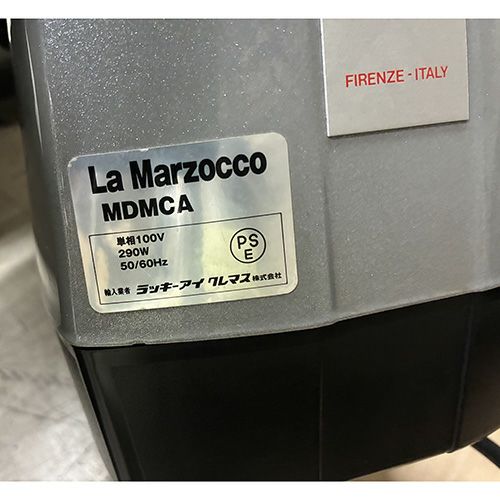 FIRENZE - ITALY
La Marzocco
MDMCA
単相100V
290W
50/60Hz
PS
E
輸入業者 ラッキーアイ クレマス株式会社